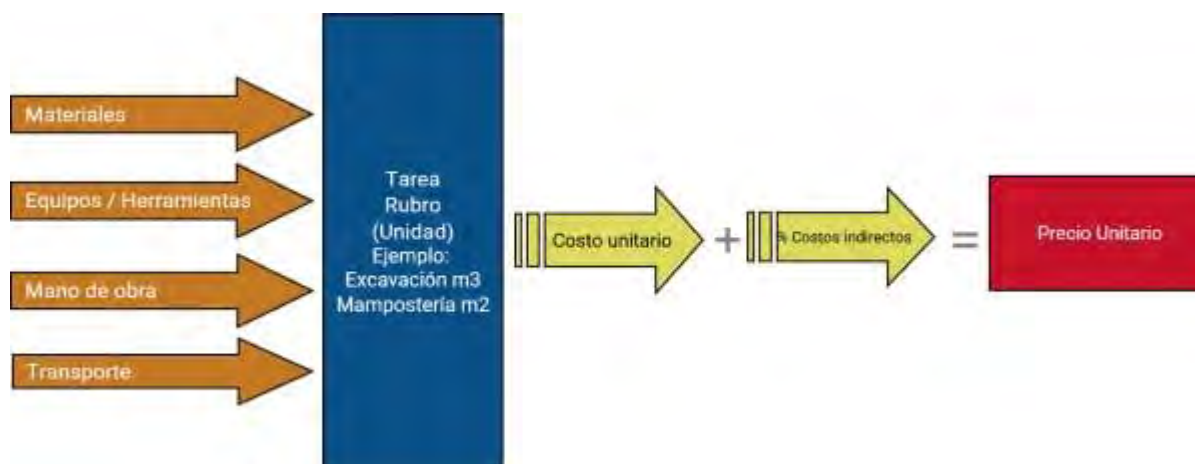 Materiales
Equipos / Herramientas
Mano de obra
Transporte
Tarea
Rubro
(Unidad)
Ejemplo:
Excavación m3
Mampostería m2
Costo unitario
+
% Costos indirectos
=
Precio Unitario